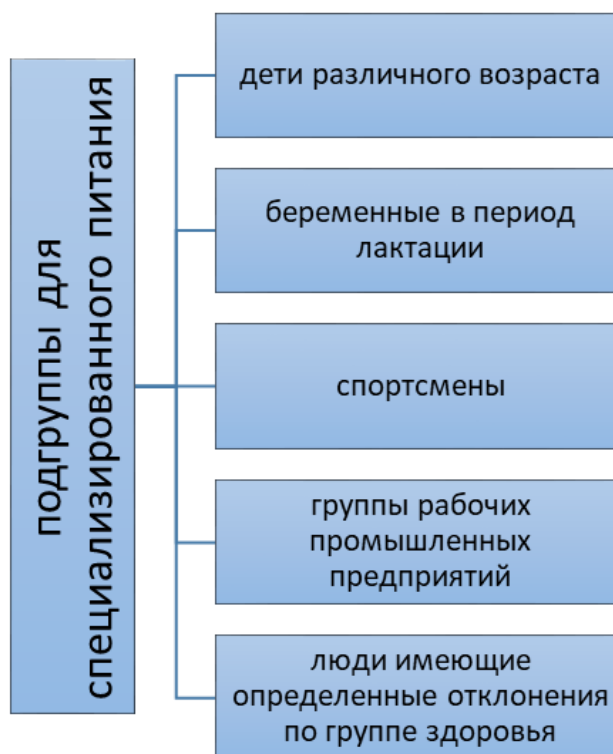 подгруппы для
специализированного питания
дети различного возраста
беременные в период
лактации
спортсмены
группы рабочих
промышленных
предприятий
люди имеющие
определенные отклонения
по группе здоровья